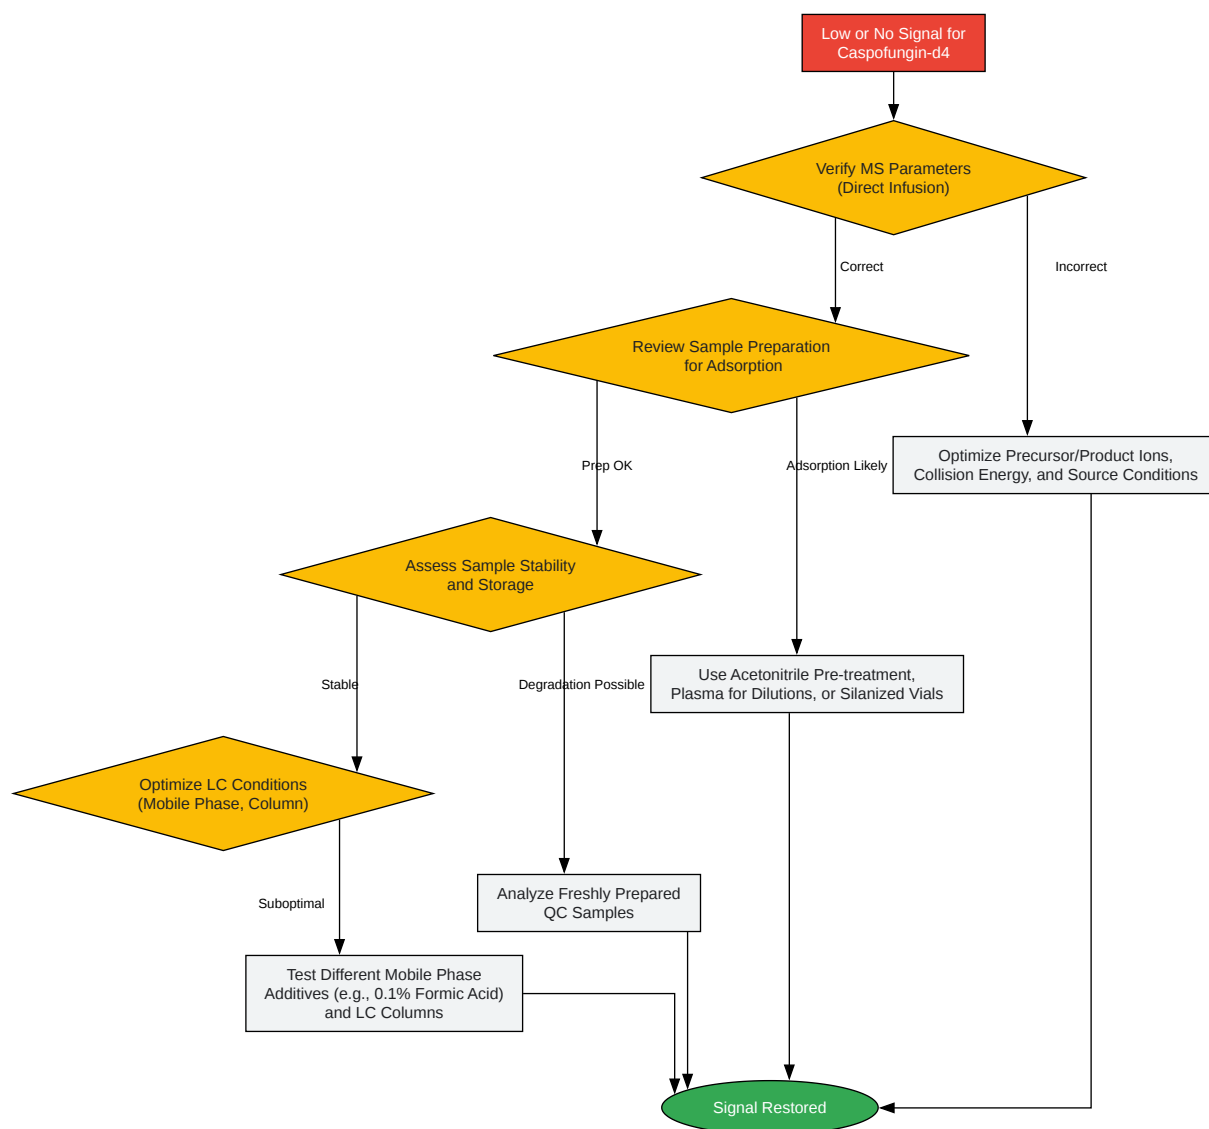 Low or No Signal for
Caspofungin-d4
Verify MS Parameters
(Direct Infusion)
Correct
Incorrect
Review Sample Preparation
for Adsorption
Prep OK
Adsorption Likely
Optimize Precursor/Product Ions,
Collision Energy, and Source Conditions
Assess Sample Stability
and Storage
Stable
Degradation Possible
Use Acetonitrile Pre-treatment,
Plasma for Dilutions, or Silanized Vials
Optimize LC Conditions
(Mobile Phase, Column)
Suboptimal
Analyze Freshly Prepared
QC Samples
Test Different Mobile Phase
Additives (e.g., 0.1% Formic Acid)
and LC Columns
Signal Restored